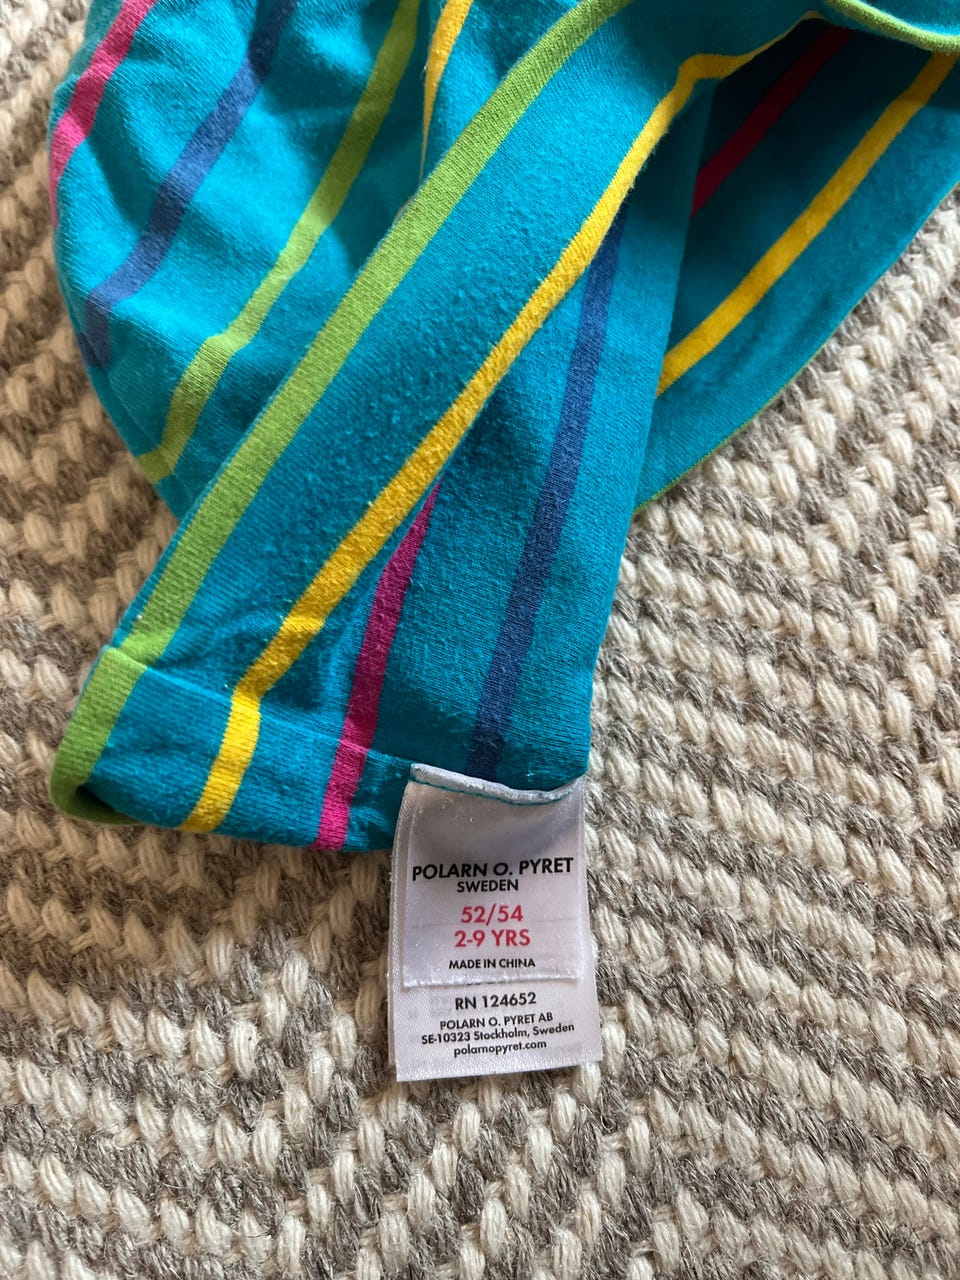 POLARN O. PYRET
SWEDEN
52/54
2-9 YRS
MADE IN CHINA
RN 124652
POLARN O. PYRET AB
SE-10323 Stockholm, Sweden
polarnopyret.com